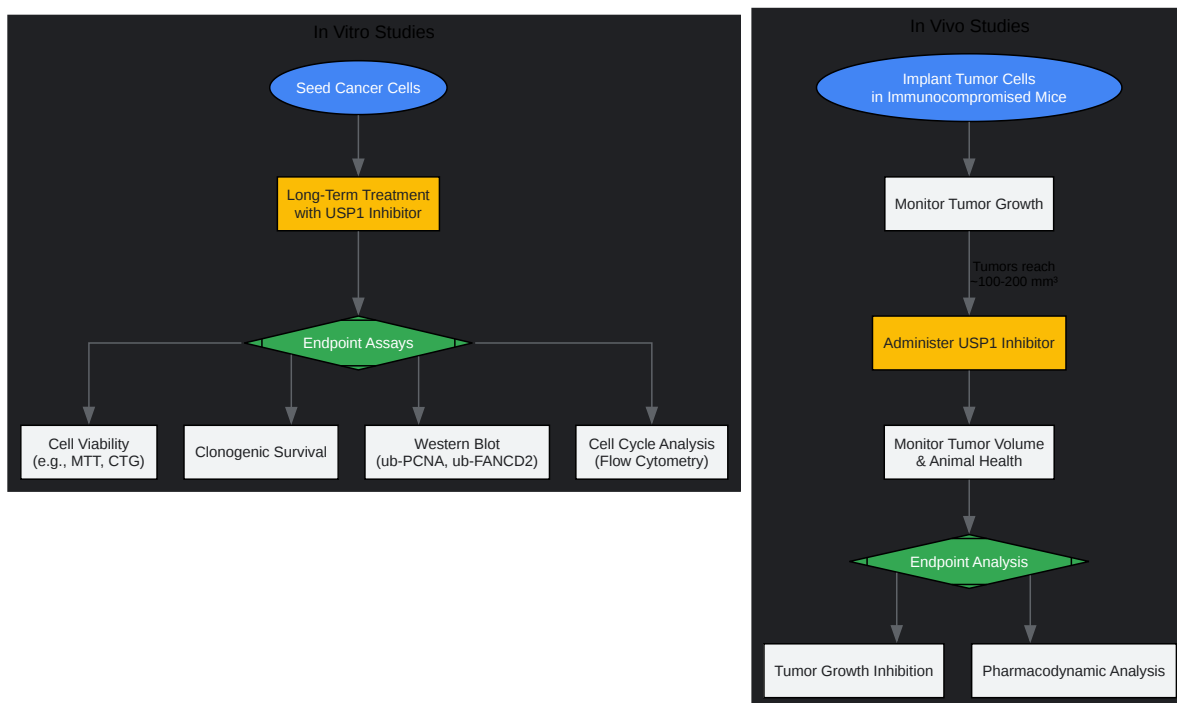 In Vitro Studies
Seed Cancer Cells
Long-Term Treatment
with USP1 Inhibitor
Endpoint Assays
Cell Viability
(e.g., MTT, CTG)
Clonogenic Survival
Western Blot
(ub-PCNA, ub-FANCD2)
Cell Cycle Analysis
(Flow Cytometry)
In Vivo Studies
Implant Tumor Cells
in Immunocompromised Mice
Monitor Tumor Growth
Tumors reach
~100-200 mm³
Administer USP1 Inhibitor
Monitor Tumor Volume
& Animal Health
Endpoint Analysis
Tumor Growth Inhibition
Pharmacodynamic Analysis